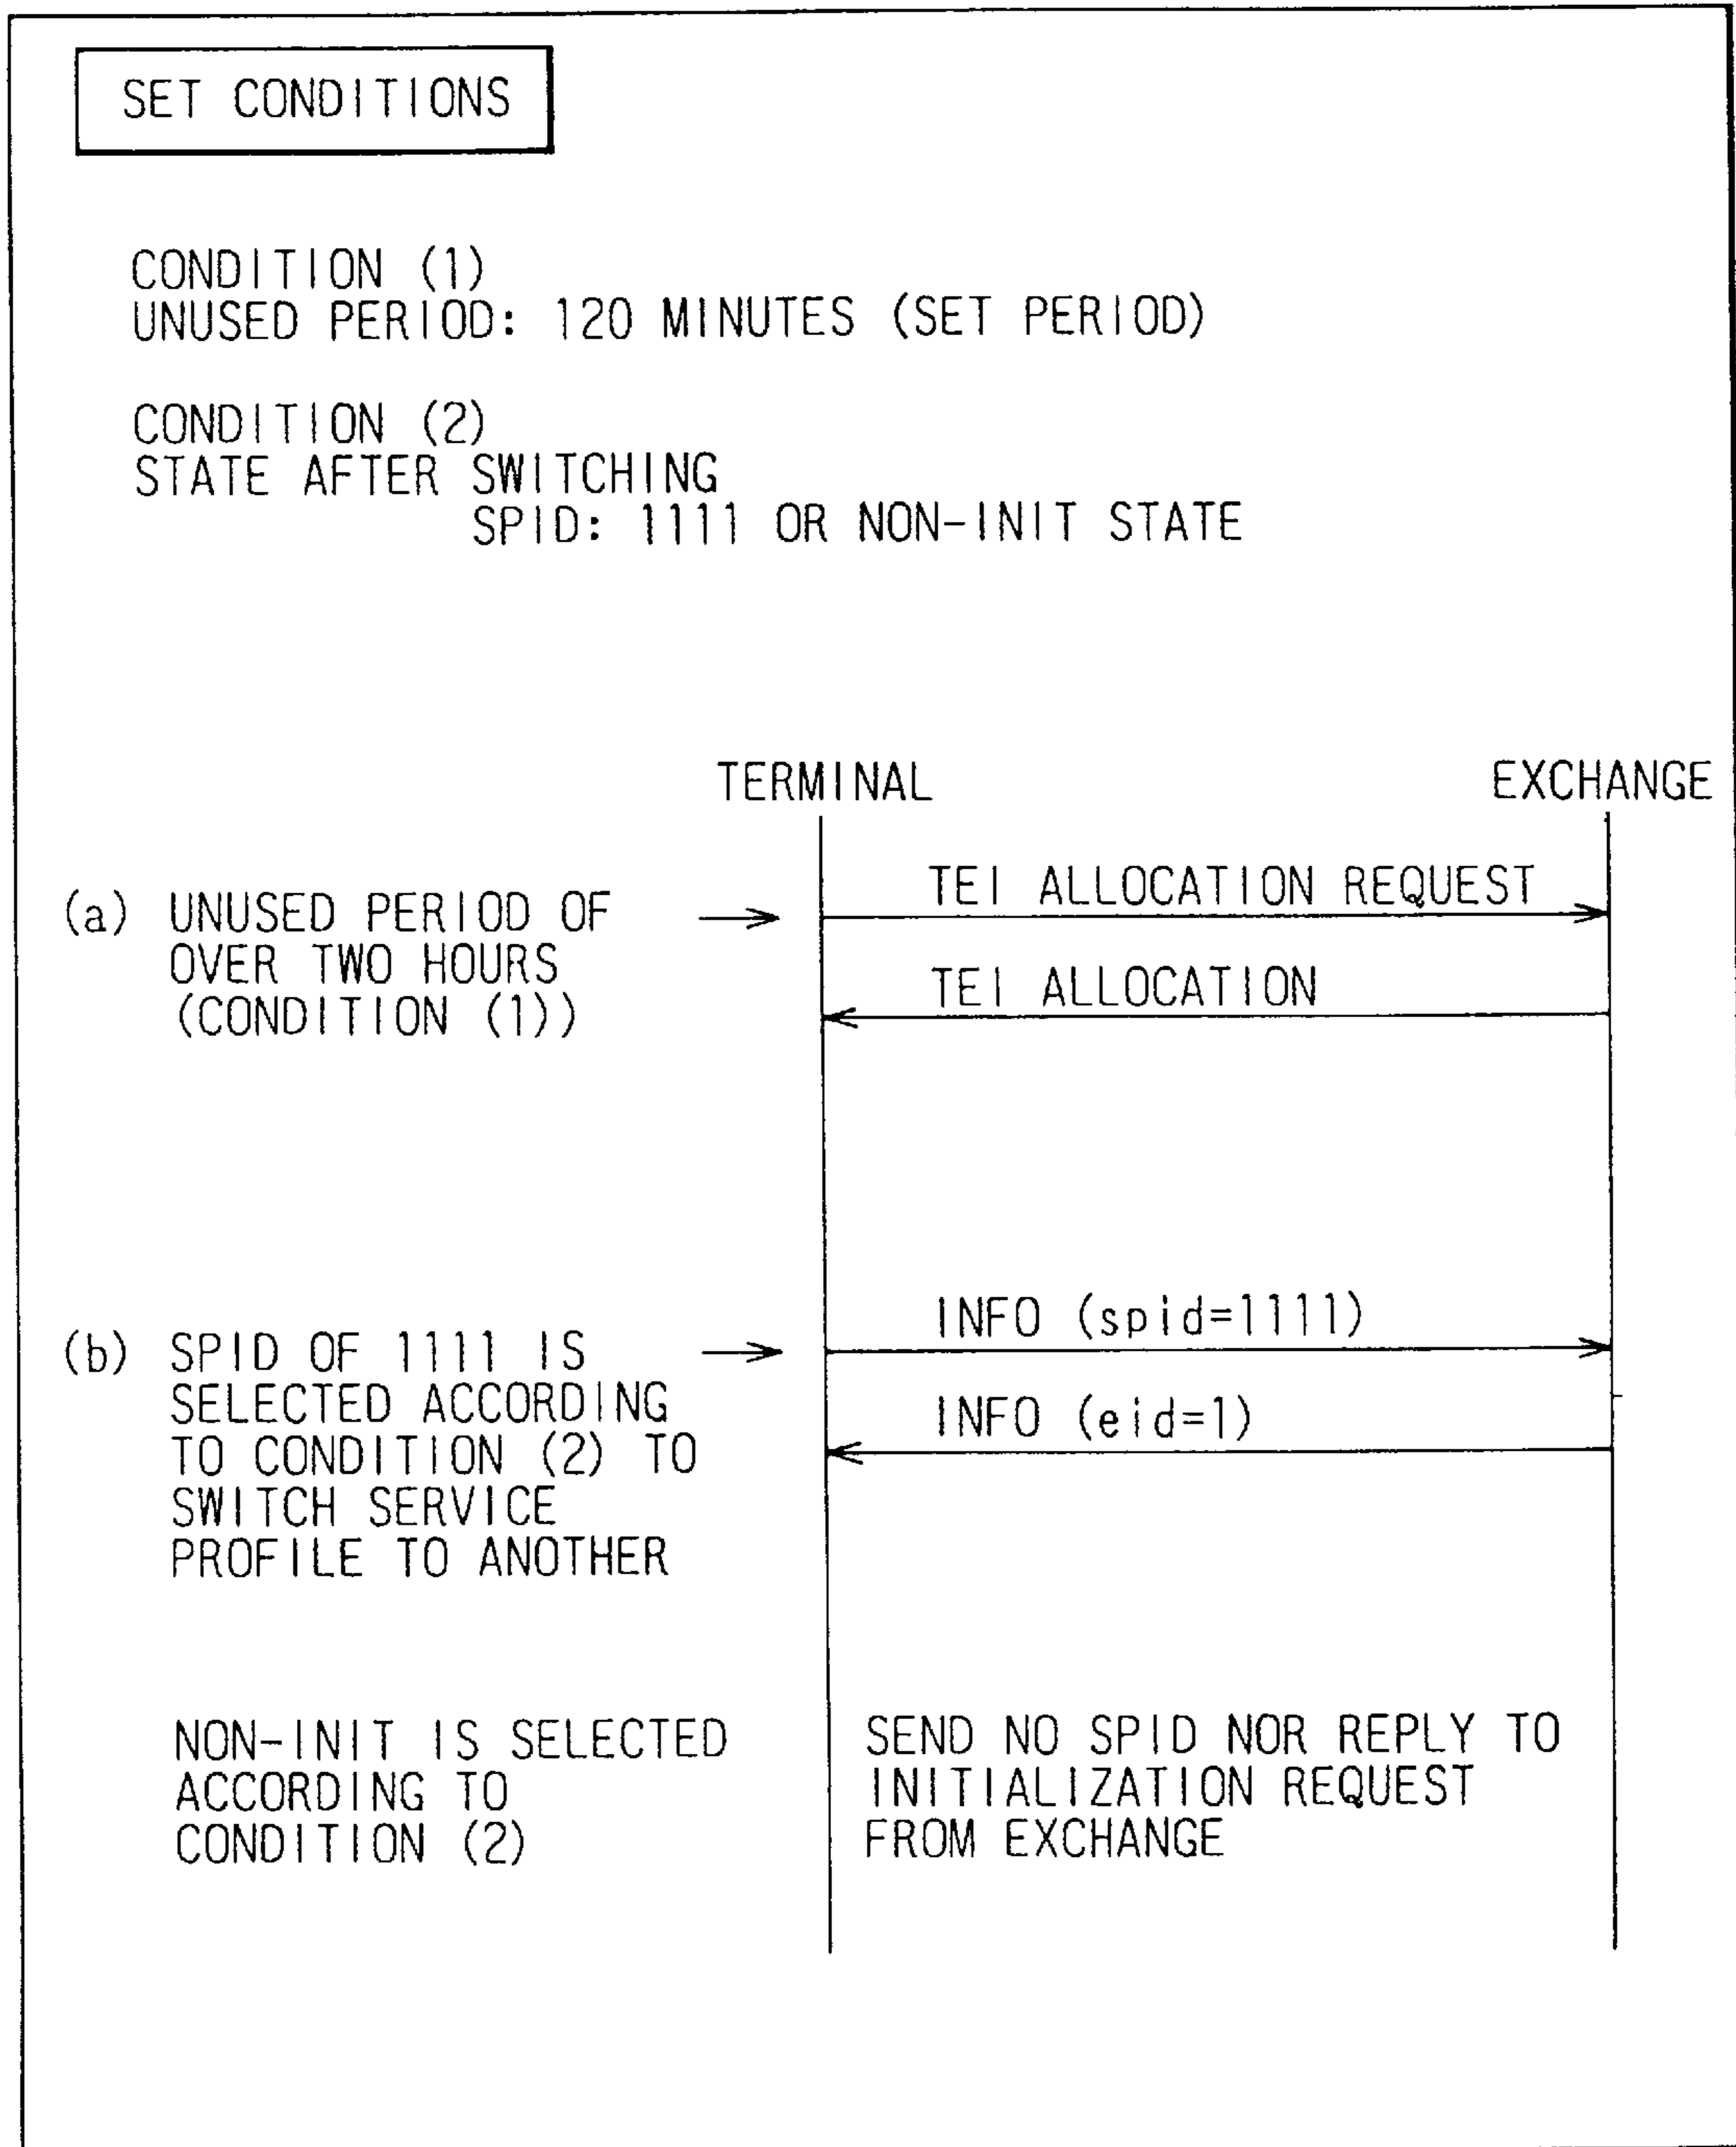 SET CONDITIONS
CONDITION (1)
UNUSED PERIOD: 120 MINUTES (SET PERIOD)
CONDITION (2)
STATE AFTER SWITCHING
SPID: 1111 OR NON-INIT STATE
TERMINAL
EXCHANGE
(a) UNUSED PERIOD OF
OVER TWO HOURS
(CONDITION (1))
TEI ALLOCATION REQUEST
TEI ALLOCATION
(b) SPID OF 1111 IS
SELECTED ACCORDING
TO CONDITION (2) TO
SWITCH SERVICE
PROFILE TO ANOTHER
INFO (spid=1111)
INFO (eid=1)
NON-INIT IS SELECTED
ACCORDING TO
CONDITION (2)
SEND NO SPID NOR REPLY TO
INITIALIZATION REQUEST
FROM EXCHANGE